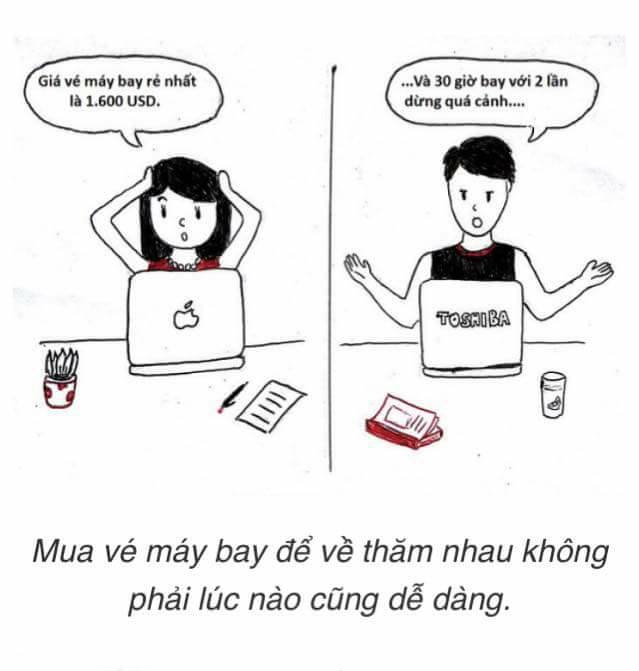 Giá vé máy bay rẻ nhất
là 1.600 USD.
...Và 30 giờ bay với 2 lần
dừng quá cảnh....
TOSHIBA
Mua vé máy bay để về thăm nhau không
phải lúc nào cũng dễ dàng.